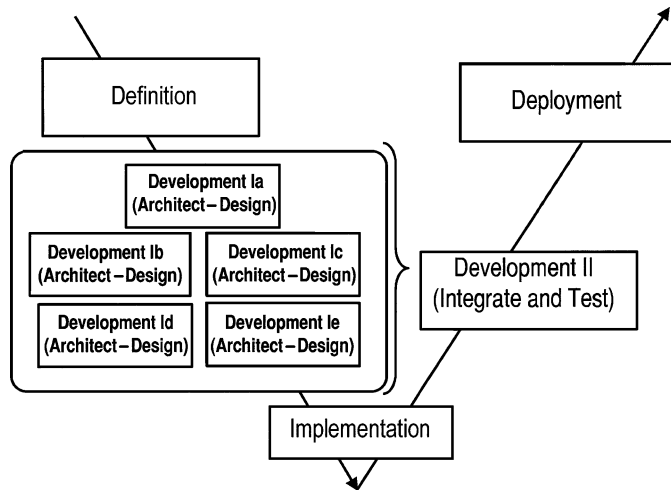 Definition
Deployment
Development Ia
(Architect–Design)
Development Ib
(Architect–Design)
Development Ic
(Architect–Design)
Development Id
(Architect–Design)
Development Ie
(Architect–Design)
Development II
(Integrate and Test)
Implementation